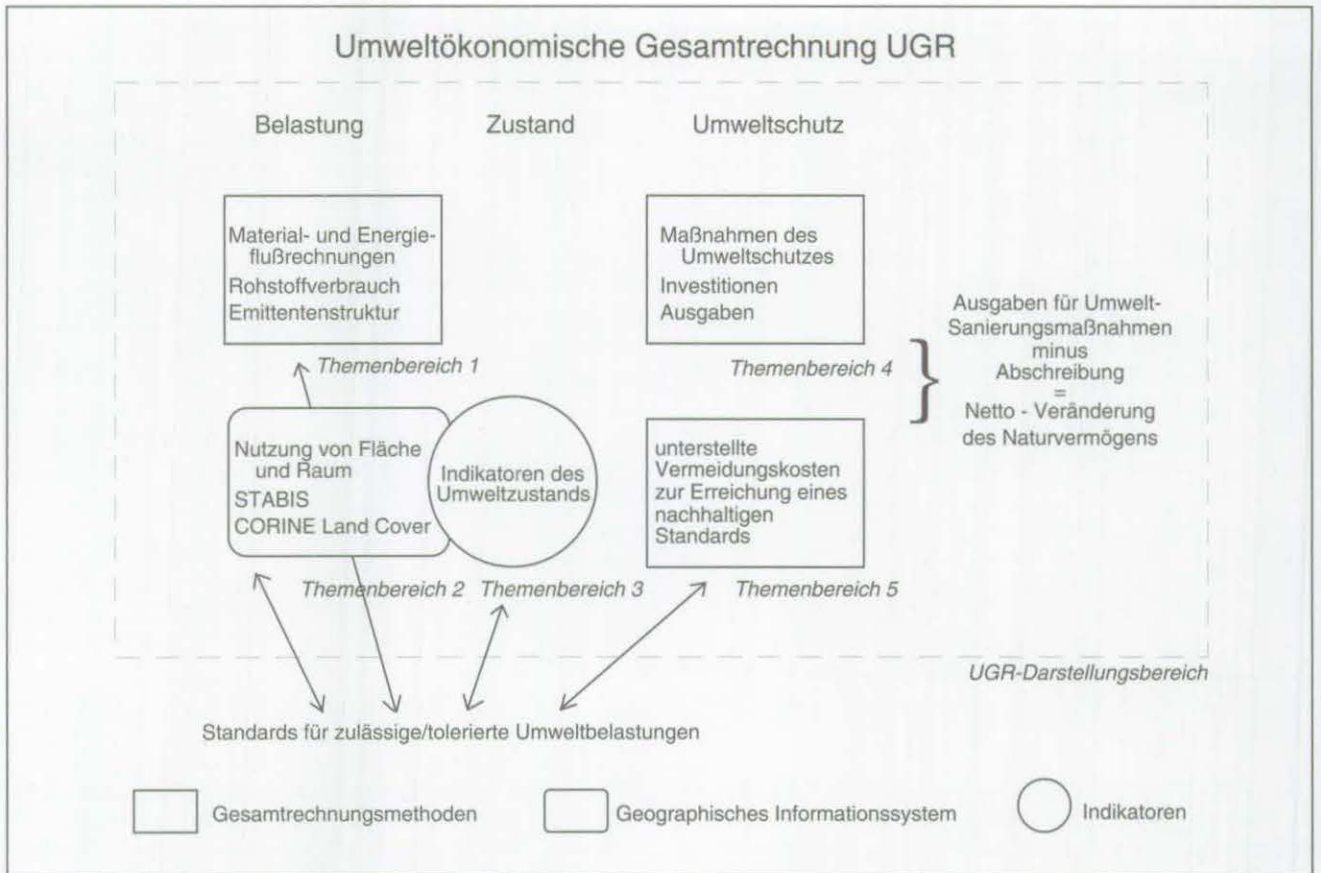 Umweltökonomische Gesamtrechnung UGR
Belastung
Zustand
Umweltschutz
Material- und Energie-
flußrechnungen
Rohstoffverbrauch
Emittentenstruktur
Themenbereich 1
Maßnahmen des
Umweltschutzes
Investitionen
Ausgaben
Themenbereich 4
}
Ausgaben für Umwelt-
Sanierungsmaßnahmen
minus
Abschreibung
=
Netto - Veränderung
des Naturvermögens
Nutzung von Fläche
und Raum
STABIS
CORINE Land Cover
Themenbereich 2
Indikatoren des
Umweltzustands
Themenbereich 3
unterstellte
Vermeidungskosten
zur Erreichung eines
nachhaltigen
Standards
Themenbereich 5
UGR-Darstellungsbereich
Standards für zulässige/tolerierte Umweltbelastungen
Gesamtrechnungsmethoden
Geographisches Informationssystem
Indikatoren